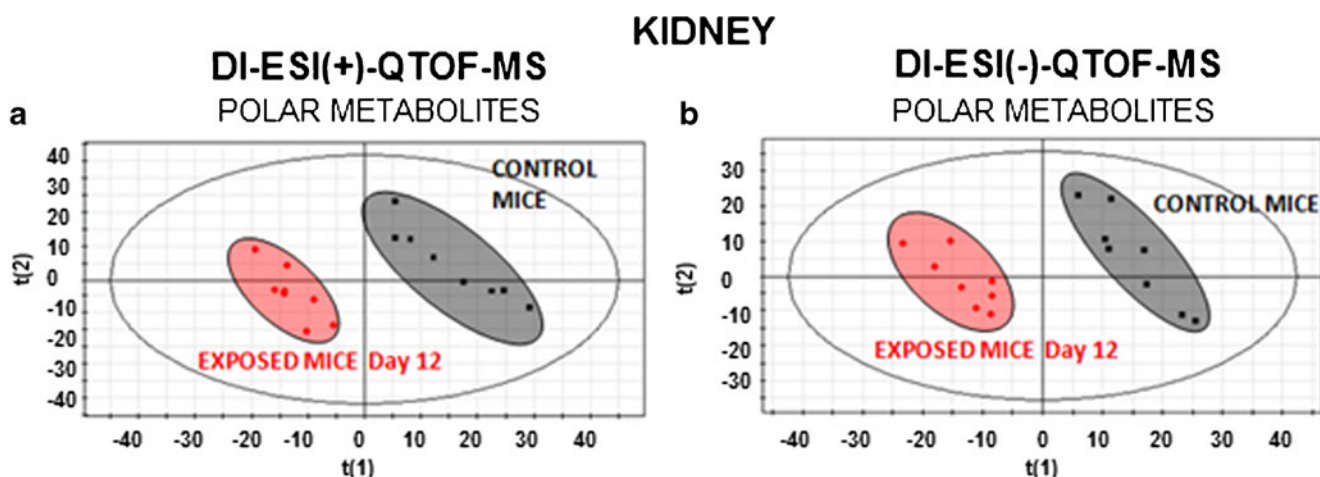 KIDNEY
DI-ESI(+)-QTOF-MS
POLAR METABOLITES
a
t(2)
40
30
20
10
0
-10
-20
-30
-40
CONTROL
MICE
EXPOSED MICE Day 12
-40 -30 -20 -10 0 10 20 30 40
t(1)
DI-ESI(-)-QTOF-MS
POLAR METABOLITES
b
t(2)
30
20
10
0
-10
-20
-30
CONTROL MICE
EXPOSED MICE Day 12
-40 -30 -20 -10 0 10 20 30 40
t(1)